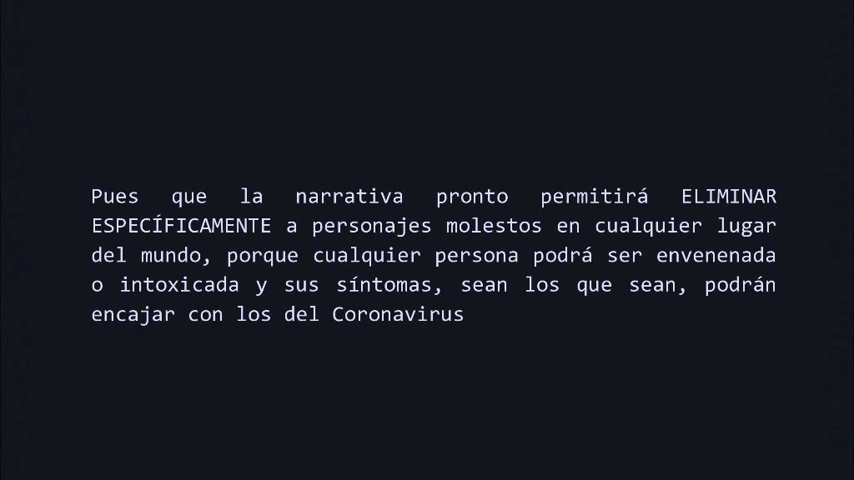 Pues que la narrativa pronto permitirá ELIMINAR
ESPECÍFICAMENTE a personajes molestos en cualquier lugar
del mundo, porque cualquier persona podrá ser envenenada
o intoxicada y sus síntomas, sean los que sean, podrán
encajar con los del Coronavirus